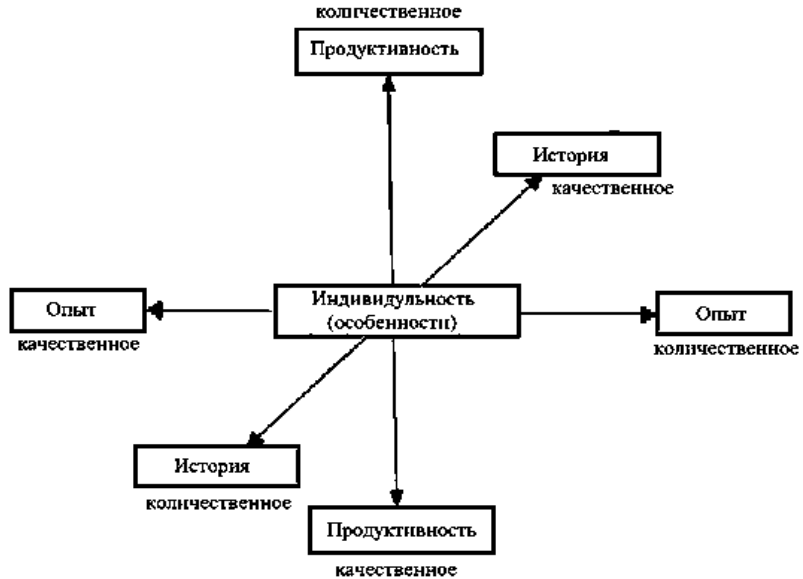 количественное
Продуктивность
История
качественное
Индивидульность
(особенности)
Опыт
качественное
Опыт
количественное
История
количественное
Продуктивность
качественное